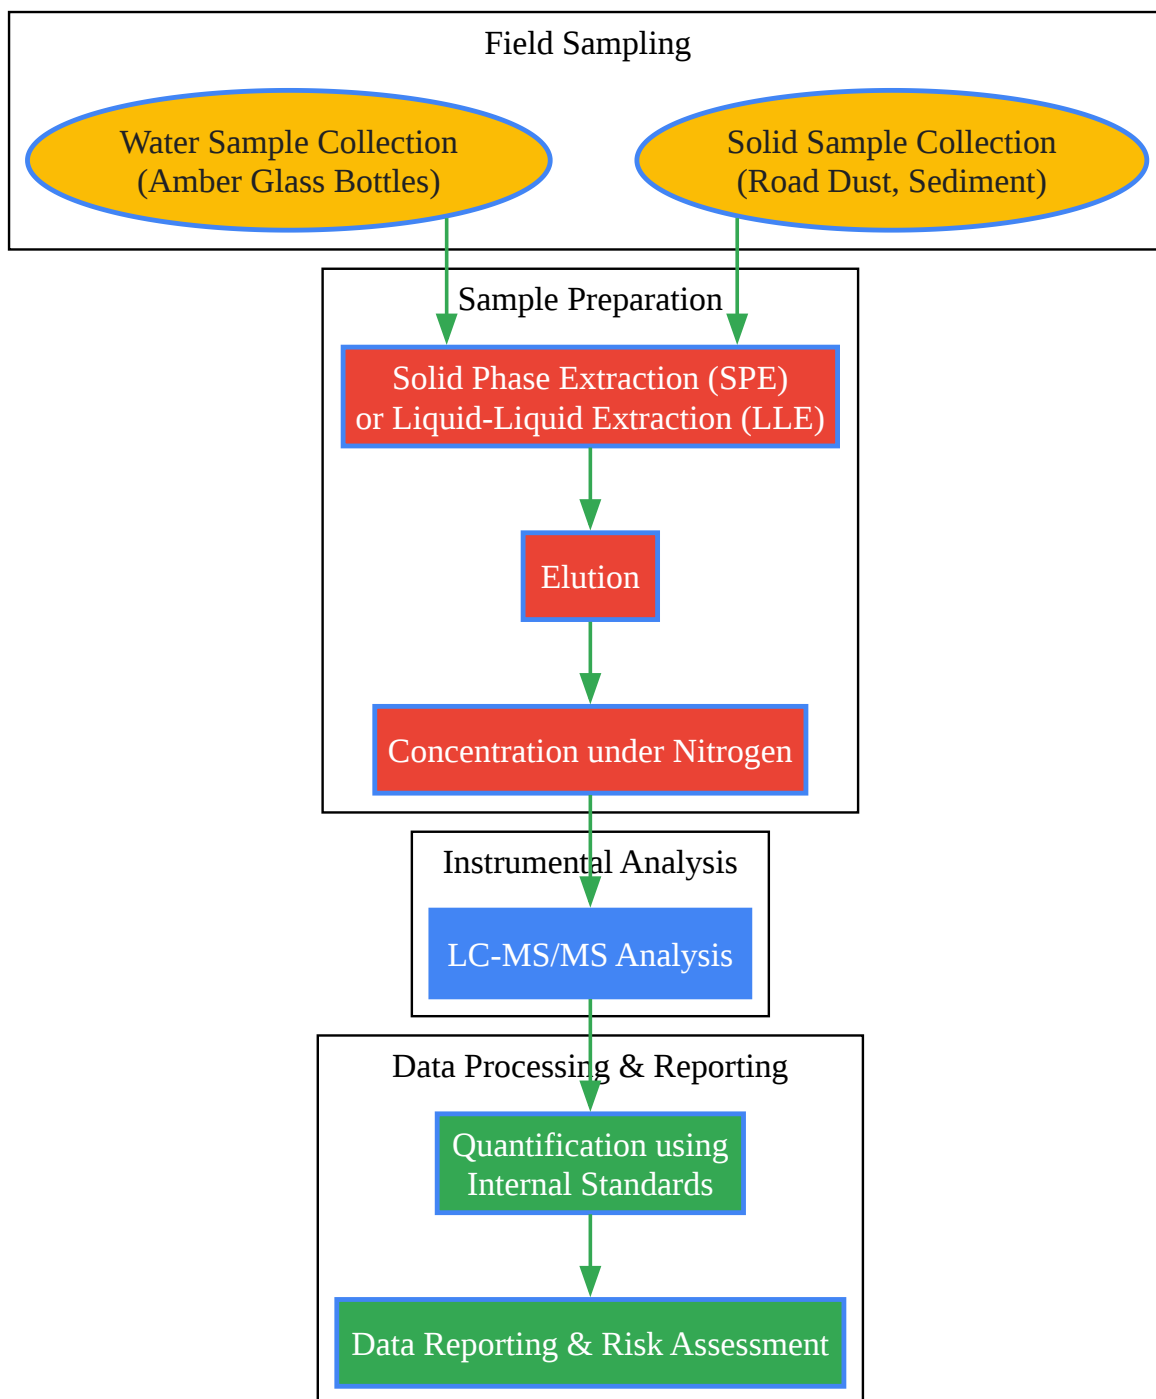 Field Sampling
Water Sample Collection
(Amber Glass Bottles)
Solid Sample Collection
(Road Dust, Sediment)
Sample Preparation
Solid Phase Extraction (SPE)
or Liquid-Liquid Extraction (LLE)
Elution
Concentration under Nitrogen
Instrumental Analysis
LC-MS/MS Analysis
Data Processing & Reporting
Quantification using
Internal Standards
Data Reporting & Risk Assessment